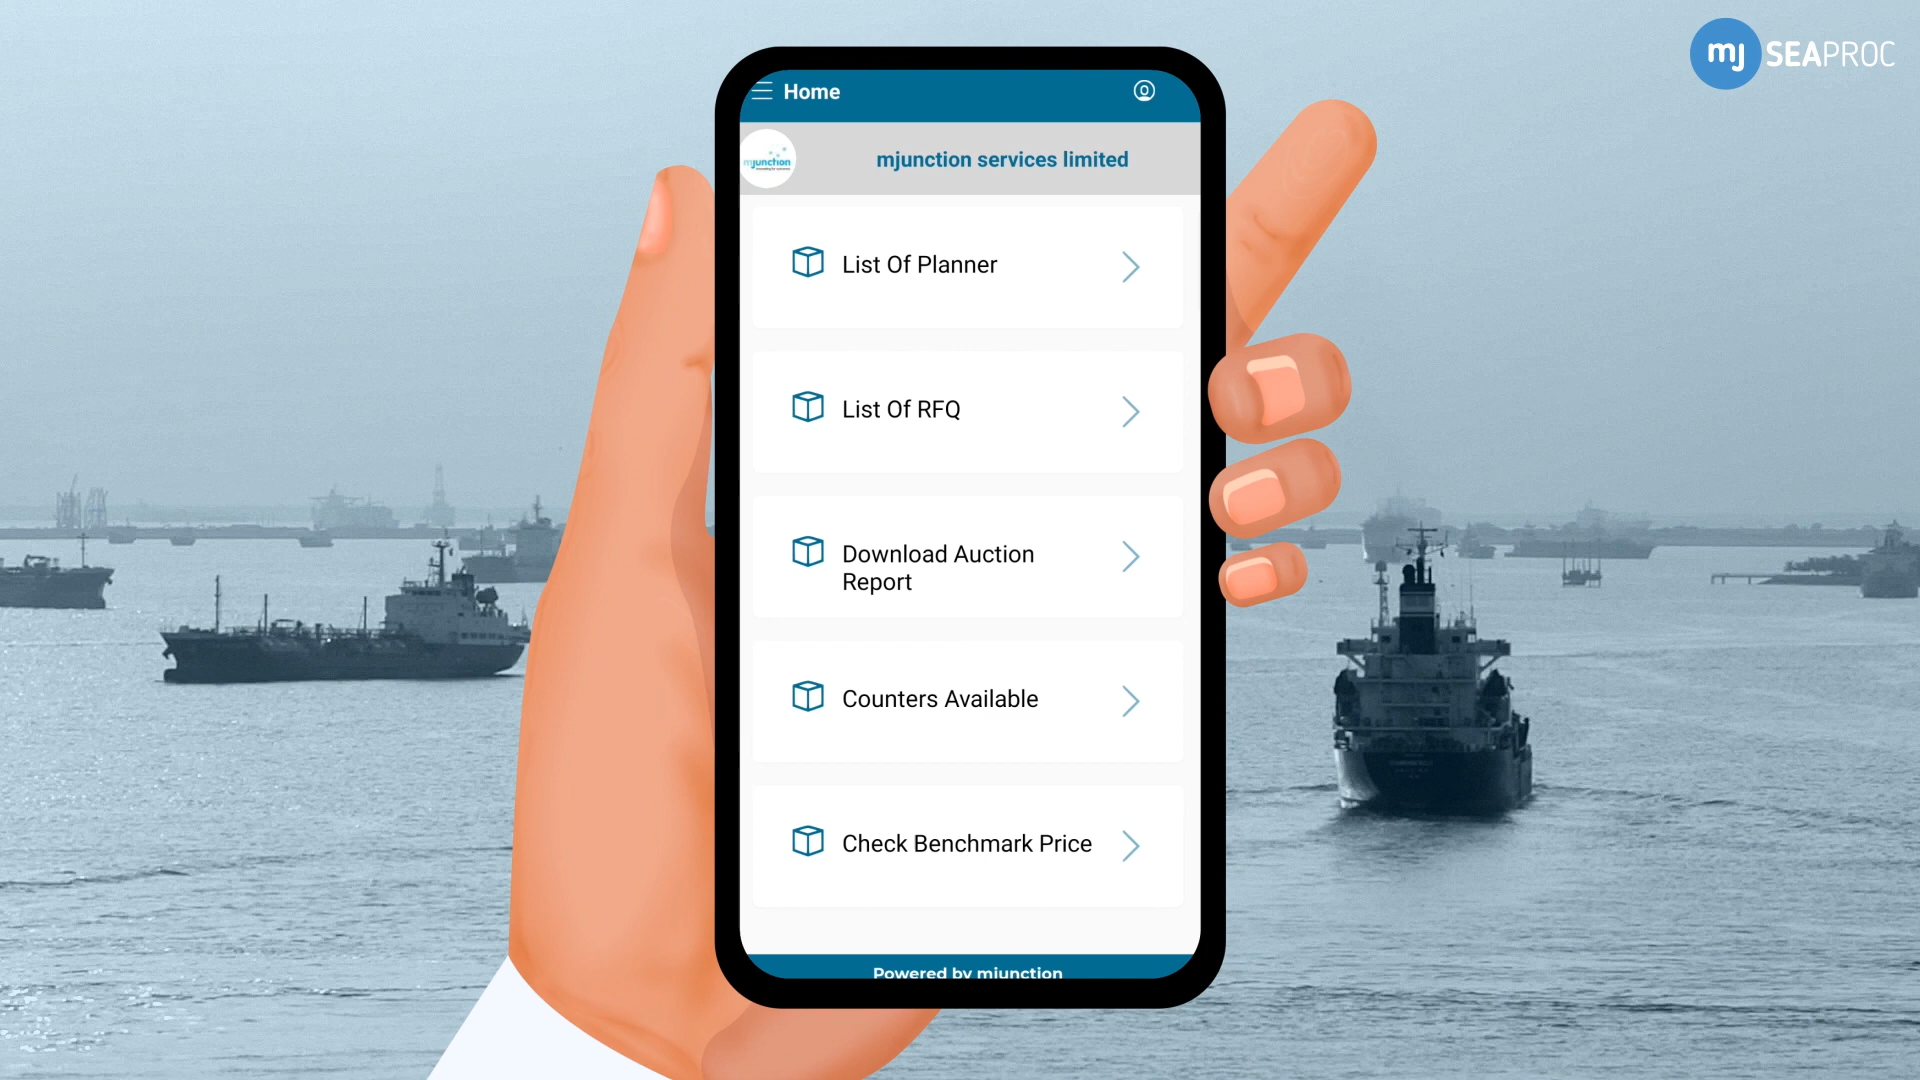 mj SEAPROC
Home
mjunction
mjunction services limited
List Of Planner
List Of RFQ
Download Auction
Report
Counters Available
Check Benchmark Price
Powered by mjunction